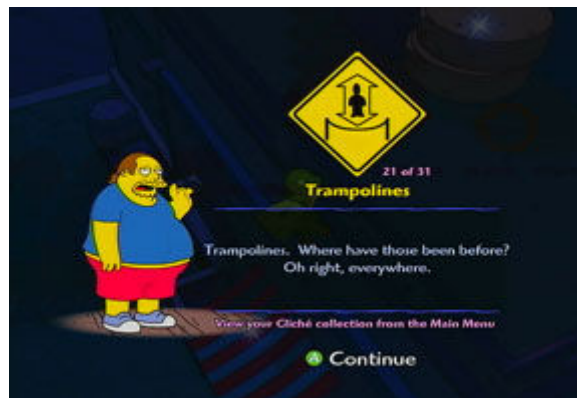 21 of 31
Trampolines
Trampolines. Where have those been before?
Oh right, everywhere.
View your Cliché collection from the Main Menu
A Continue